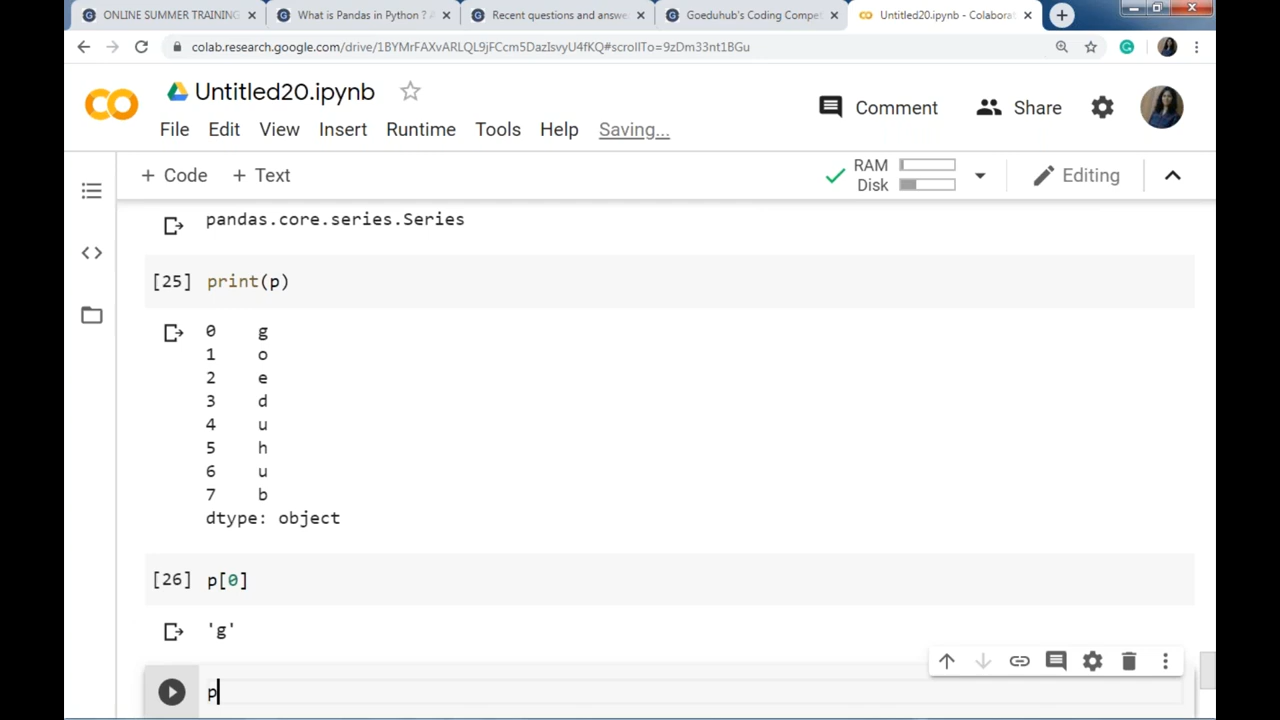 ONLINE SUMMER TRAINING
What is Pandas in Python ? A
Recent questions and answe
Goeduhub's Coding Compet
Untitled20.ipynb - Colaborat
colab.research.google.com/drive/1BYMrFAXvARLQL9jFCcm5DazIsvyU4fKQ#scrollTo=9zDm33nt1BGu
Untitled20.ipynb
Comment
Share
File Edit View Insert Runtime Tools Help Saving...
+ Code + Text
RAM
Disk
Editing
pandas.core.series.Series
[25] print(p)
0 g
1 o
2 e
3 d
4 u
5 h
6 u
7 b
dtype: object
[26] p[0]
'g'
p